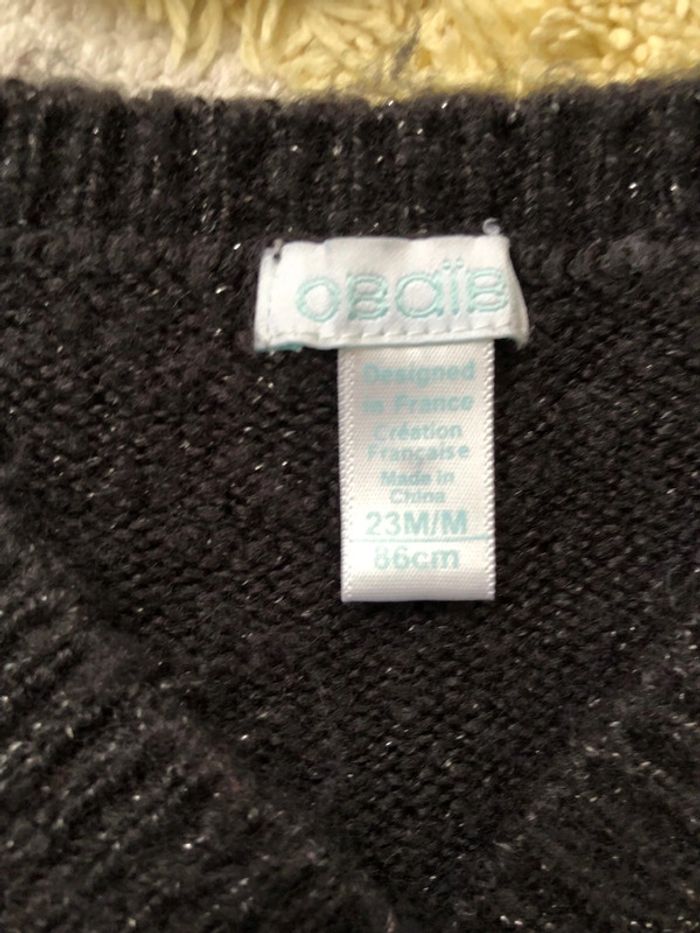 OBAÏBI
Designed
in France
Création
Française
Made in
China
23M/M
86cm